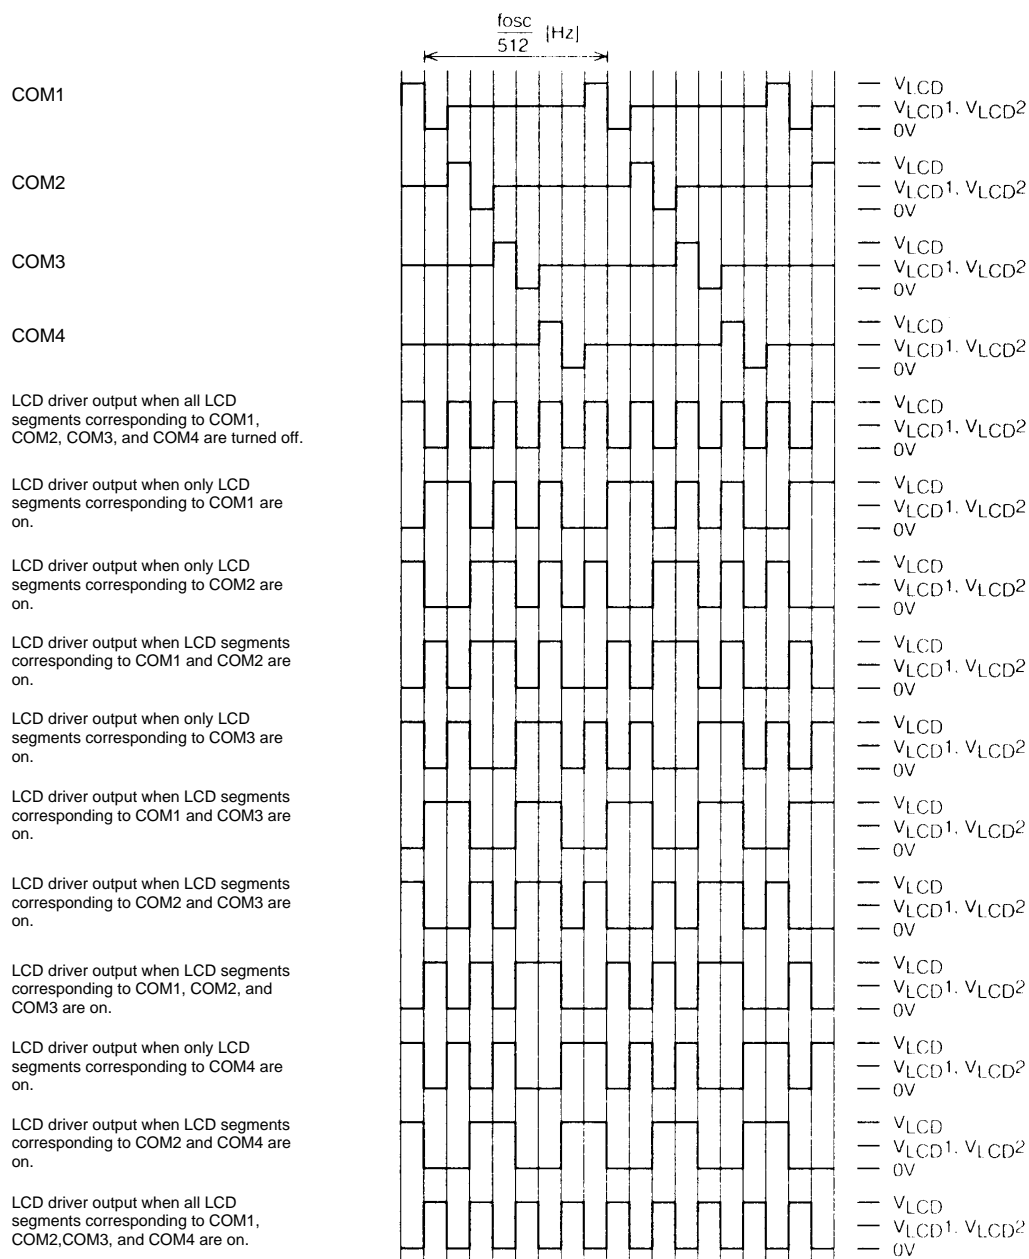 fosc
512 [Hz]
COM1
VLCD
VLCD1, VLCD2
0V
COM2
VLCD
VLCD1, VLCD2
0V
COM3
VLCD
VLCD1, VLCD2
0V
COM4
VLCD
VLCD1, VLCD2
0V
LCD driver output when all LCD
segments corresponding to COM1,
COM2, COM3, and COM4 are turned off.
VLCD
VLCD1, VLCD2
0V
LCD driver output when only LCD
segments corresponding to COM1 are
on.
VLCD
VLCD1, VLCD2
0V
LCD driver output when only LCD
segments corresponding to COM2 are
on.
VLCD
VLCD1, VLCD2
0V
LCD driver output when LCD segments
corresponding to COM1 and COM2 are
on.
VLCD
VLCD1, VLCD2
0V
LCD driver output when only LCD
segments corresponding to COM3 are
on.
VLCD
VLCD1, VLCD2
0V
LCD driver output when LCD segments
corresponding to COM1 and COM3 are
on.
VLCD
VLCD1, VLCD2
0V
LCD driver output when LCD segments
corresponding to COM2 and COM3 are
on.
VLCD
VLCD1, VLCD2
0V
LCD driver output when LCD segments
corresponding to COM1, COM2, and
COM3 are on.
VLCD
VLCD1, VLCD2
0V
LCD driver output when only LCD
segments corresponding to COM4 are
on.
VLCD
VLCD1, VLCD2
0V
LCD driver output when LCD segments
corresponding to COM2 and COM4 are
on.
VLCD
VLCD1, VLCD2
0V
LCD driver output when all LCD
segments corresponding to COM1,
COM2,COM3, and COM4 are on.
VLCD
VLCD1, VLCD2
0V